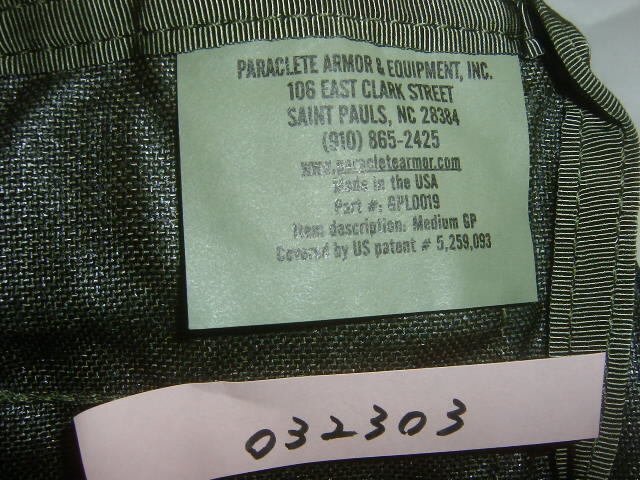 PARACLETE ARMOR & EQUIPMENT, INC.
106 EAST CLARK STREET
SAINT PAULS, NC 28384
(910) 865-2425
www.paracletearmor.com
Made in the USA
Part #: GPL0019
Item description: Medium GP
Covered by US patent # 5,259,093
032303